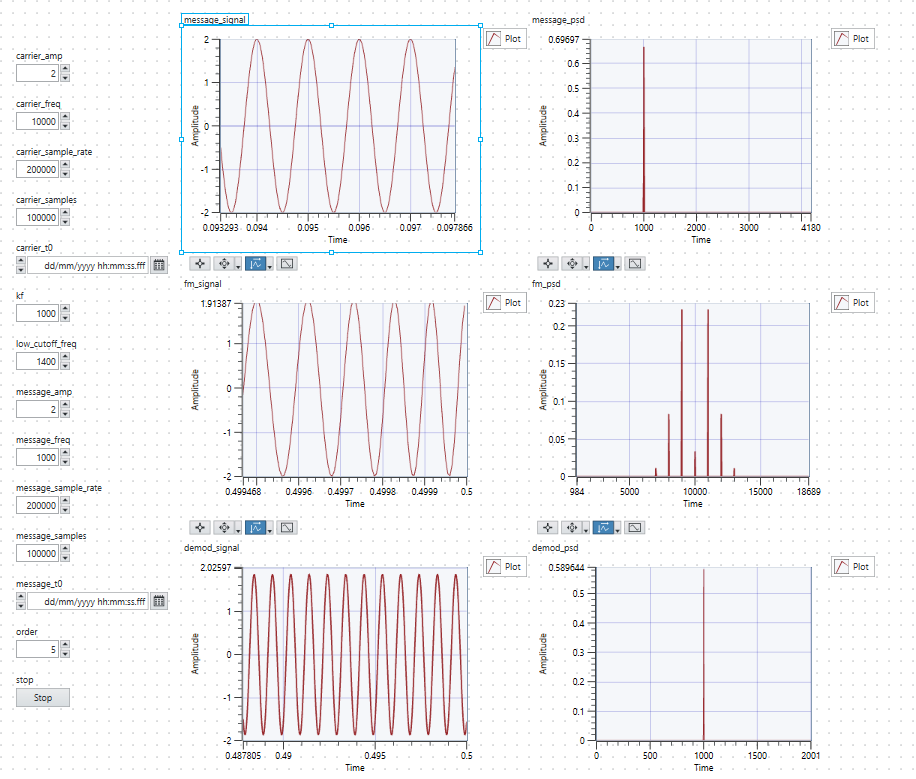 carrier_amp
2
carrier_freq
10000
carrier_sample_rate
200000
carrier_samples
100000
carrier_t0
dd/mm/yyyy hh:mm:ss.fff
kf
1000
low_cutoff_freq
1400
message_amp
2
message_freq
1000
message_sample_rate
200000
message_samples
100000
message_t0
dd/mm/yyyy hh:mm:ss.fff
order
5
stop
Stop
message_signal
Plot
Amplitude
2
1
0
-1
-2
0.093293 0.094 0.095 0.096 0.097 0.097866
Time
message_psd
Plot
Amplitude
0.69697
0.6
0.5
0.4
0.3
0.2
0.1
0
0 1000 2000 3000 4180
Time
fm_signal
Plot
Amplitude
1.91387
1
0
-1
-2
0.499468 0.4996 0.4997 0.4998 0.4999 0.5
Time
fm_psd
Plot
Amplitude
0.23
0.2
0.15
0.1
0.05
0
984 5000 10000 15000 18689
Time
demod_signal
Plot
Amplitude
2.02597
1
0
-1
-2
0.487805 0.49 0.495 0.5
Time
demod_psd
Plot
Amplitude
0.589644
0.5
0.4
0.3
0.2
0.1
0
0 500 1000 1500 2001
Time